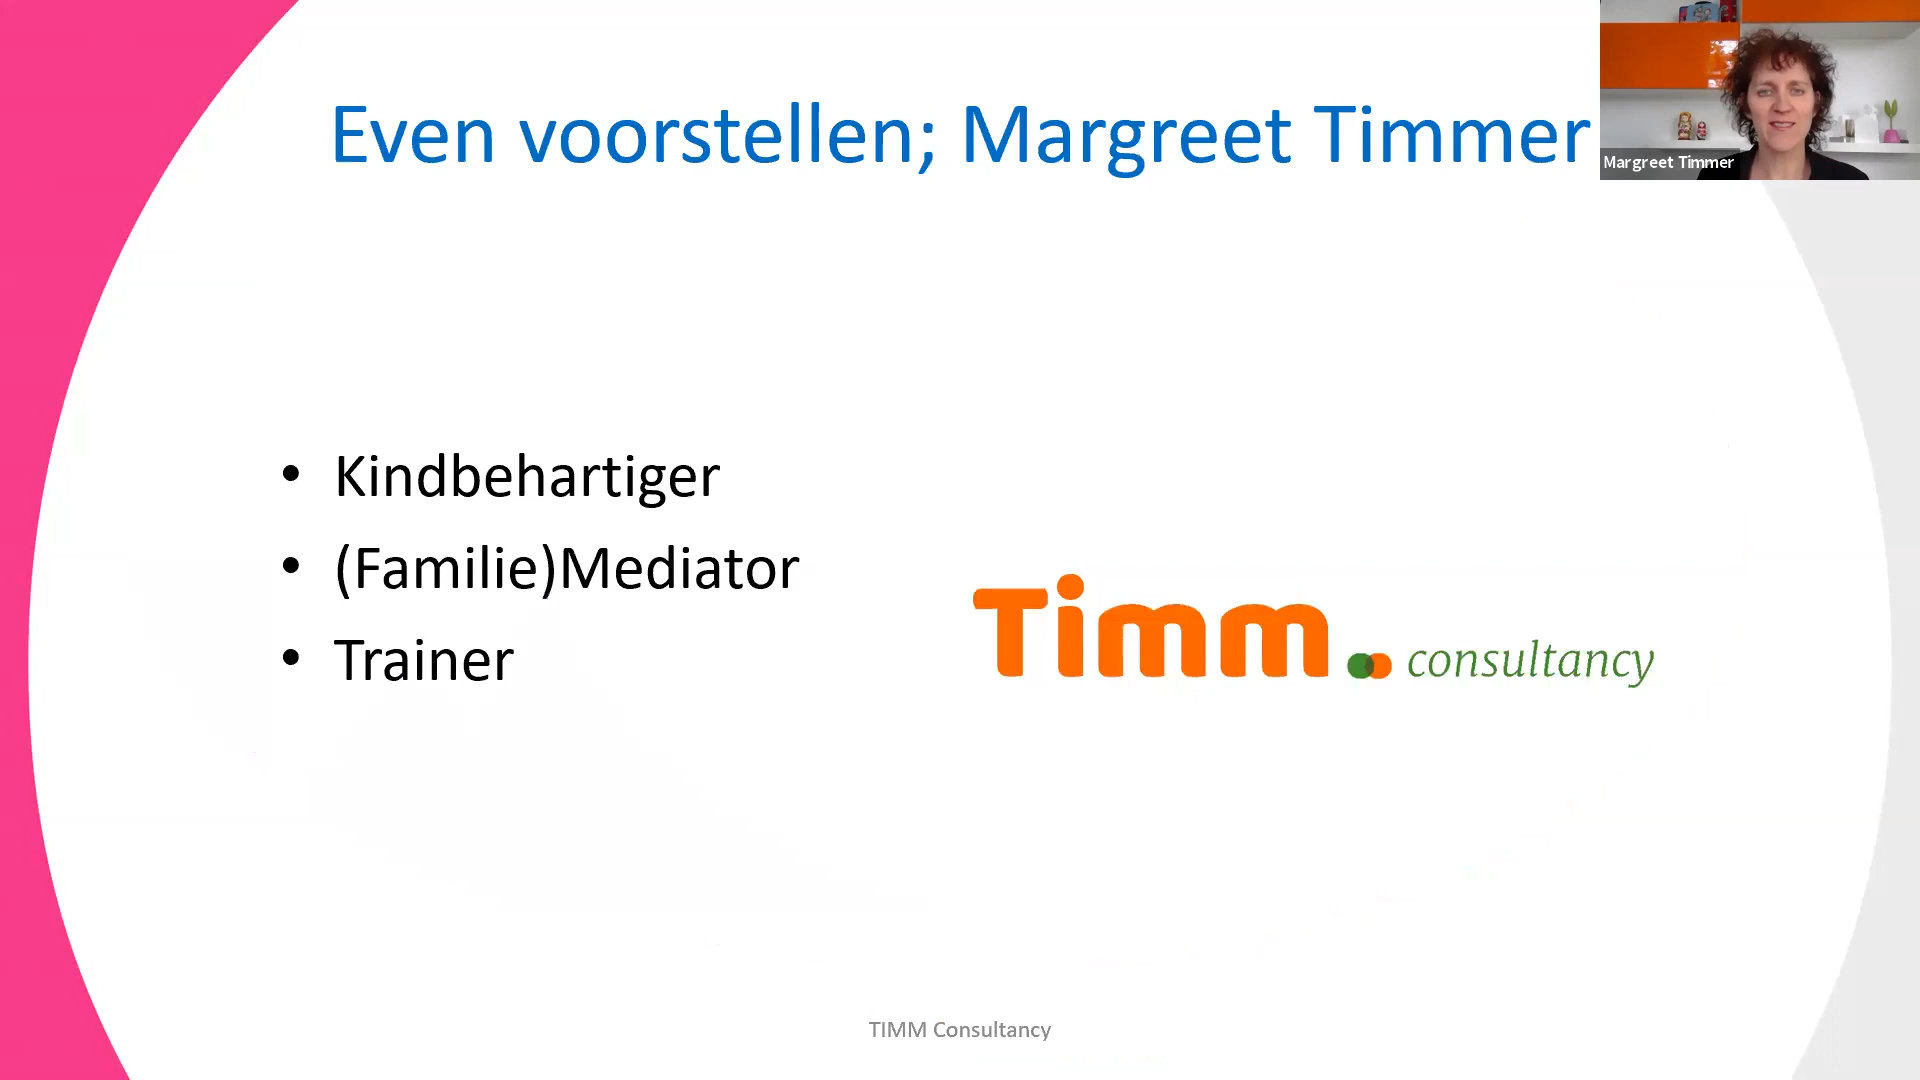 Even voorstellen; Margreet Timmer
Margreet Timmer
• Kindbehartiger
• (Familie)Mediator
• Trainer
Timm. consultancy
TIMM Consultancy